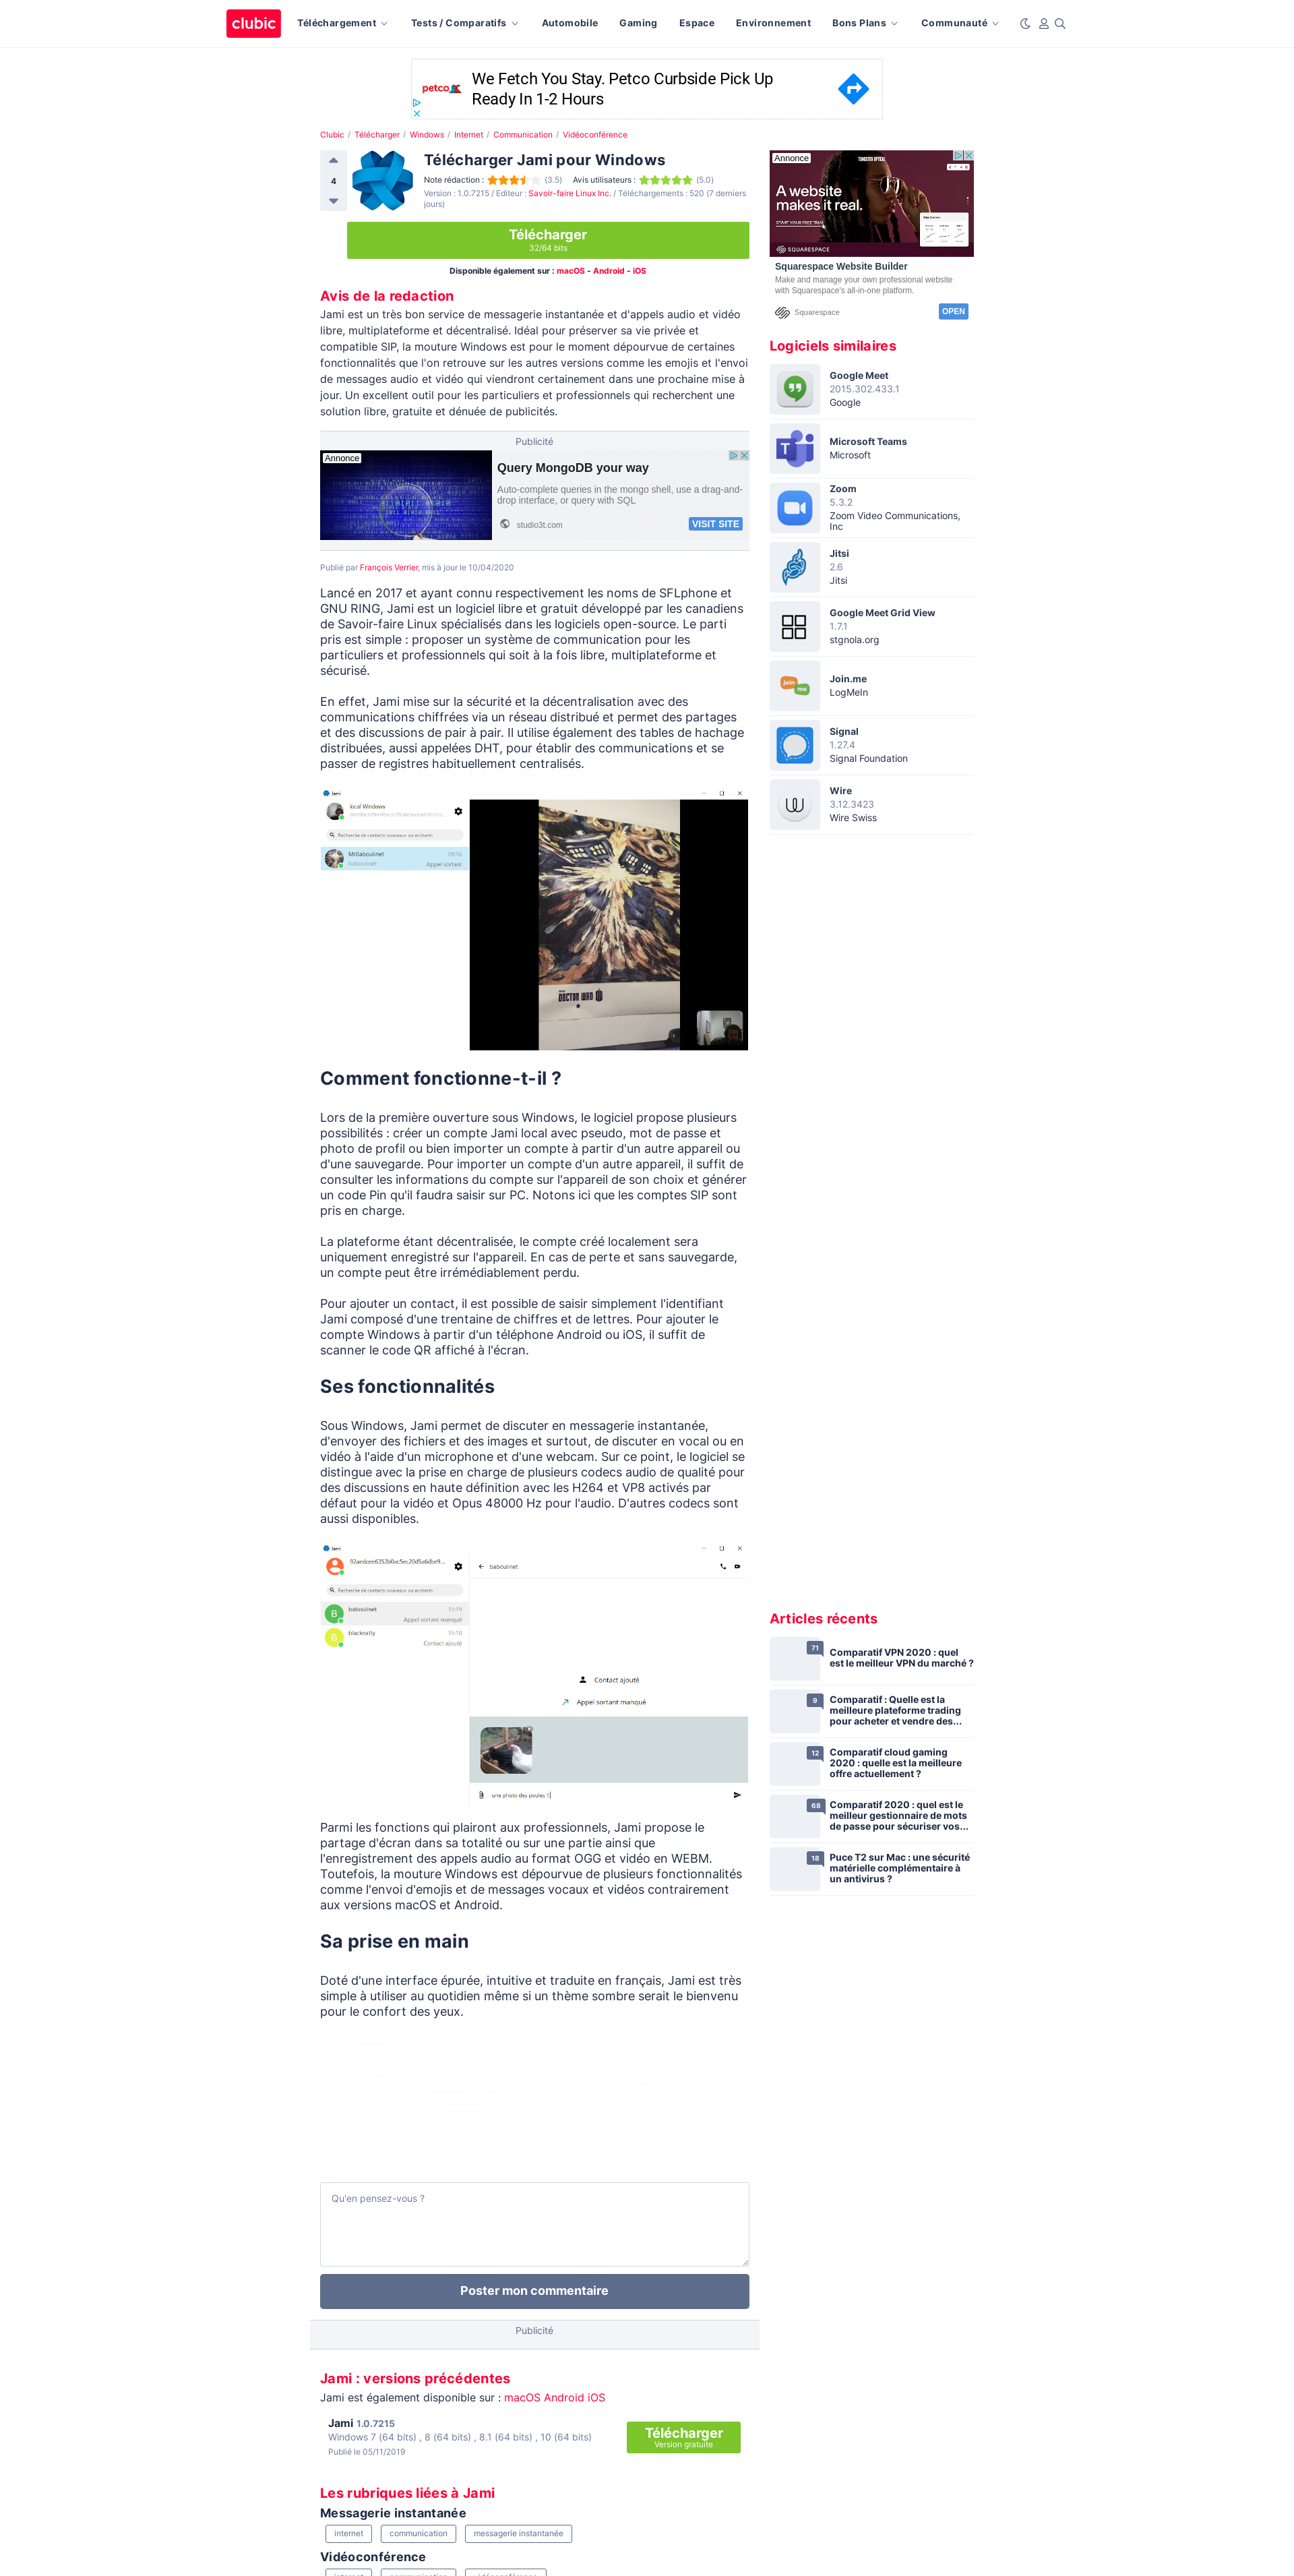 clubic
Téléchargement
Tests / Comparatifs
Automobile
Gaming
Espace
Environnement
Bons Plans
Communauté
petco
We Fetch You Stay. Petco Curbside Pick Up
Ready In 1-2 Hours
Clubic / Télécharger / Windows / Internet / Communication / Vidéoconférence
4
Télécharger Jami pour Windows
Note rédaction : (3.5) Avis utilisateurs : (5.0)
Version : 1.0.7215 / Editeur : Savoir-faire Linux Inc. / Téléchargements : 520 (7 derniers
jours)
Télécharger
32/64 bits
Disponible également sur : macOS - Android - iOS
Avis de la redaction
Jami est un très bon service de messagerie instantanée et d'appels audio et vidéo
libre, multiplateforme et décentralisé. Idéal pour préserver sa vie privée et
compatible SIP, la mouture Windows est pour le moment dépourvue de certaines
fonctionnalités que l'on retrouve sur les autres versions comme les emojis et l'envoi
de messages audio et vidéo qui viendront certainement dans une prochaine mise à
jour. Un excellent outil pour les particuliers et professionnels qui recherchent une
solution libre, gratuite et dénuée de publicités.
Publicité
Annonce
Query MongoDB your way
Auto-complete queries in the mongo shell, use a drag-and-
drop interface, or query with SQL
studio3t.com
VISIT SITE
Publié par François Verrier, mis à jour le 10/04/2020
Lancé en 2017 et ayant connu respectivement les noms de SFLphone et
GNU RING, Jami est un logiciel libre et gratuit développé par les canadiens
de Savoir-faire Linux spécialisés dans les logiciels open-source. Le parti
pris est simple : proposer un système de communication pour les
particuliers et professionnels qui soit à la fois libre, multiplateforme et
sécurisé.
En effet, Jami mise sur la sécurité et la décentralisation avec des
communications chiffrées via un réseau distribué et permet des partages
et des discussions de pair à pair. Il utilise également des tables de hachage
distribuées, aussi appelées DHT, pour établir des communications et se
passer de registres habituellement centralisés.
Jami
local Windows
Recherche de contacts nouveaux ou existants
MrBaboulinet
09:16
baboulinet
Appel sortant
DOCTOR WHO
Comment fonctionne-t-il ?
Lors de la première ouverture sous Windows, le logiciel propose plusieurs
possibilités : créer un compte Jami local avec pseudo, mot de passe et
photo de profil ou bien importer un compte à partir d'un autre appareil ou
d'une sauvegarde. Pour importer un compte d'un autre appareil, il suffit de
consulter les informations du compte sur l'appareil de son choix et générer
un code Pin qu'il faudra saisir sur PC. Notons ici que les comptes SIP sont
pris en charge.
La plateforme étant décentralisée, le compte créé localement sera
uniquement enregistré sur l'appareil. En cas de perte et sans sauvegarde,
un compte peut être irrémédiablement perdu.
Pour ajouter un contact, il est possible de saisir simplement l'identifiant
Jami composé d'une trentaine de chiffres et de lettres. Pour ajouter le
compte Windows à partir d'un téléphone Android ou iOS, il suffit de
scanner le code QR affiché à l'écran.
Ses fonctionnalités
Sous Windows, Jami permet de discuter en messagerie instantanée,
d'envoyer des fichiers et des images et surtout, de discuter en vocal ou en
vidéo à l'aide d'un microphone et d'une webcam. Sur ce point, le logiciel se
distingue avec la prise en charge de plusieurs codecs audio de qualité pour
des discussions en haute définition avec les H264 et VP8 activés par
défaut pour la vidéo et Opus 48000 Hz pour l'audio. D'autres codecs sont
aussi disponibles.
Jami
Recherche de contacts nouveaux ou existants
baboulinet
B
baboulinet
15:19
Appel sortant manqué
B
blacknally
15:18
Contact ajouté
Contact ajouté
Appel sortant manqué
une photo des poules !!
Parmi les fonctions qui plairont aux professionnels, Jami propose le
partage d'écran dans sa totalité ou sur une partie ainsi que
l'enregistrement des appels audio au format OGG et vidéo en WEBM.
Toutefois, la mouture Windows est dépourvue de plusieurs fonctionnalités
comme l'envoi d'emojis et de messages vocaux et vidéos contrairement
aux versions macOS et Android.
Sa prise en main
Doté d'une interface épurée, intuitive et traduite en français, Jami est très
simple à utiliser au quotidien même si un thème sombre serait le bienvenu
pour le confort des yeux.
Qu'en pensez-vous ?
Poster mon commentaire
Publicité
Jami : versions précédentes
Jami est également disponible sur : macOS Android iOS
Jami 1.0.7215
Windows 7 (64 bits) , 8 (64 bits) , 8.1 (64 bits) , 10 (64 bits)
Publié le 05/11/2019
Télécharger
Version gratuite
Les rubriques liées à Jami
Messagerie instantanée
internet
communication
messagerie instantanée
Vidéoconférence
Annonce
A website
makes it real.
START YOUR FREE TRIAL
SQUARESPACE
Squarespace Website Builder
Make and manage your own professional website
with Squarespace's all-in-one platform.
Squarespace
OPEN
Logiciels similaires
Google Meet
2015.302.433.1
Google
Microsoft Teams
Microsoft
Zoom
5.3.2
Zoom Video Communications,
Inc
Jitsi
2.6
Jitsi
Google Meet Grid View
1.7.1
stgnola.org
join me
Join.me
LogMeIn
Signal
1.27.4
Signal Foundation
Wire
3.12.3423
Wire Swiss
Articles récents
71
Comparatif VPN 2020 : quel
est le meilleur VPN du marché ?
9
Comparatif : Quelle est la
meilleure plateforme trading
pour acheter et vendre des...
12
Comparatif cloud gaming
2020 : quelle est la meilleure
offre actuellement ?
68
Comparatif 2020 : quel est le
meilleur gestionnaire de mots
de passe pour sécuriser vos...
18
Puce T2 sur Mac : une sécurité
matérielle complémentaire à
un antivirus ?